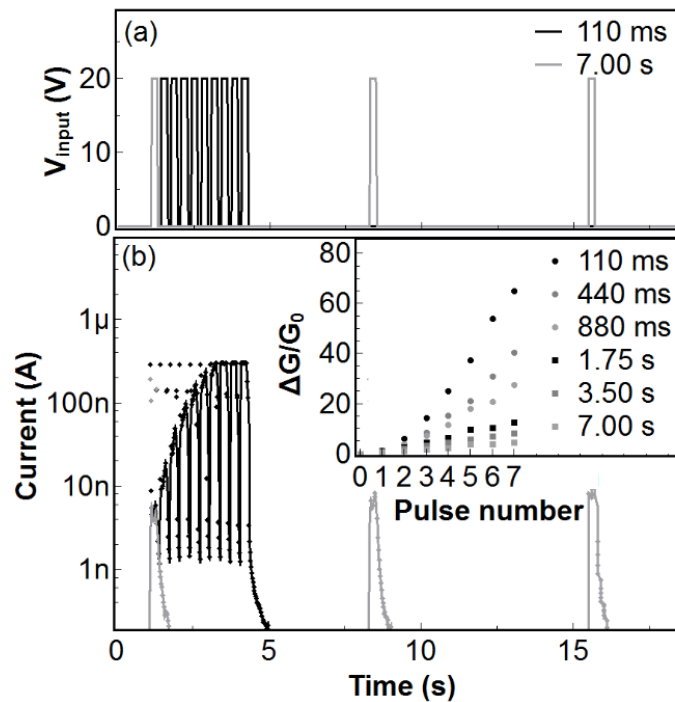 (a)
110 ms
7.00 s
20
10
0
V_input (V)
(b)
1µ
100n
10n
1n
Current (A)
80
60
40
20
0
ΔG/G₀
110 ms
440 ms
880 ms
1.75 s
3.50 s
7.00 s
0 1 2 3 4 5 6 7
Pulse number
0 5 10 15
Time (s)